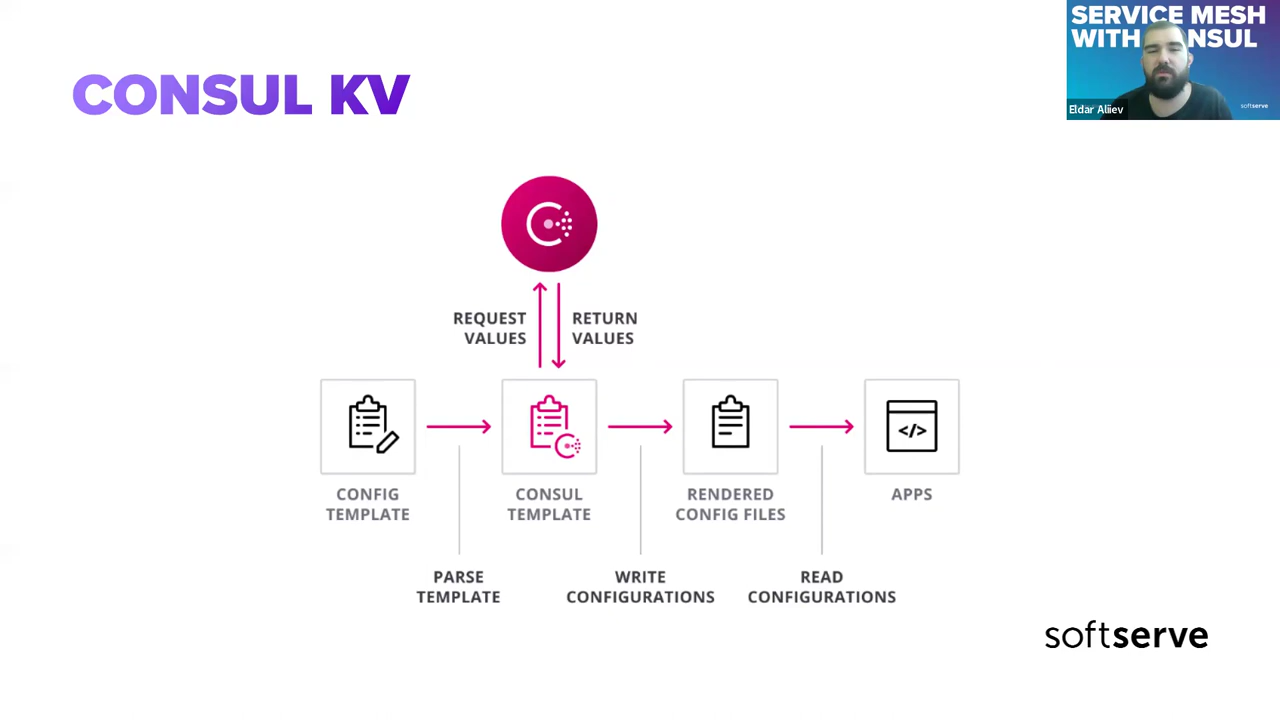 CONSUL KV
SERVICE MESH
WITH
NSUL
Eldar Aliiev
softserve
REQUEST
VALUES
RETURN
VALUES
</>
CONFIG
TEMPLATE
CONSUL
TEMPLATE
RENDERED
CONFIG FILES
APPS
PARSE
TEMPLATE
WRITE
CONFIGURATIONS
READ
CONFIGURATIONS
softserve